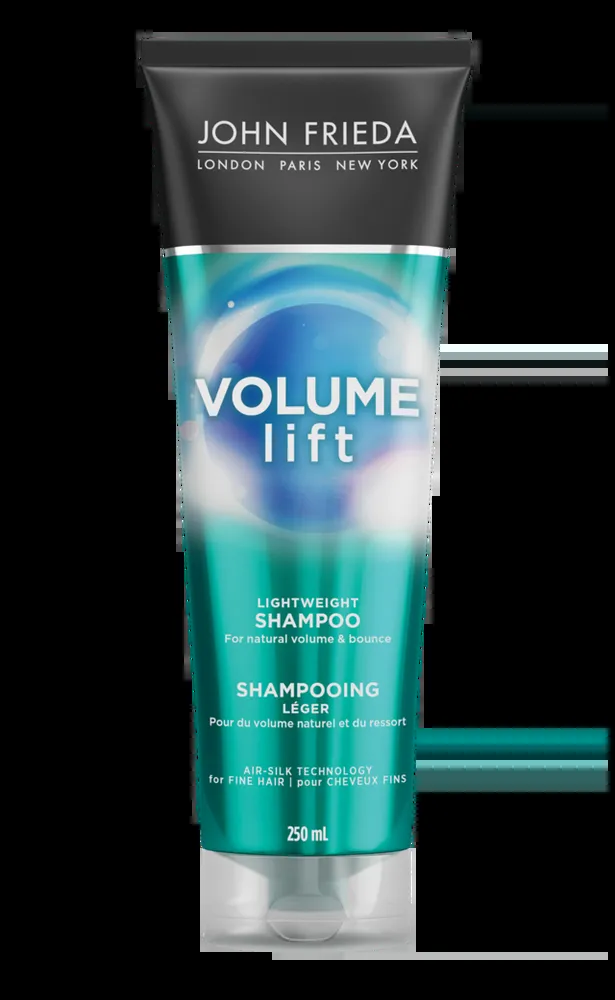 JOHN FRIEDA
LONDON PARIS NEW YORK
VOLUME
lift
LIGHTWEIGHT
SHAMPOO
For natural volume & bounce
SHAMPOOING
LÉGER
Pour du volume naturel et du ressort
AIR-SILK TECHNOLOGY
for FINE HAIR | pour CHEVEUX FINS
250 mL